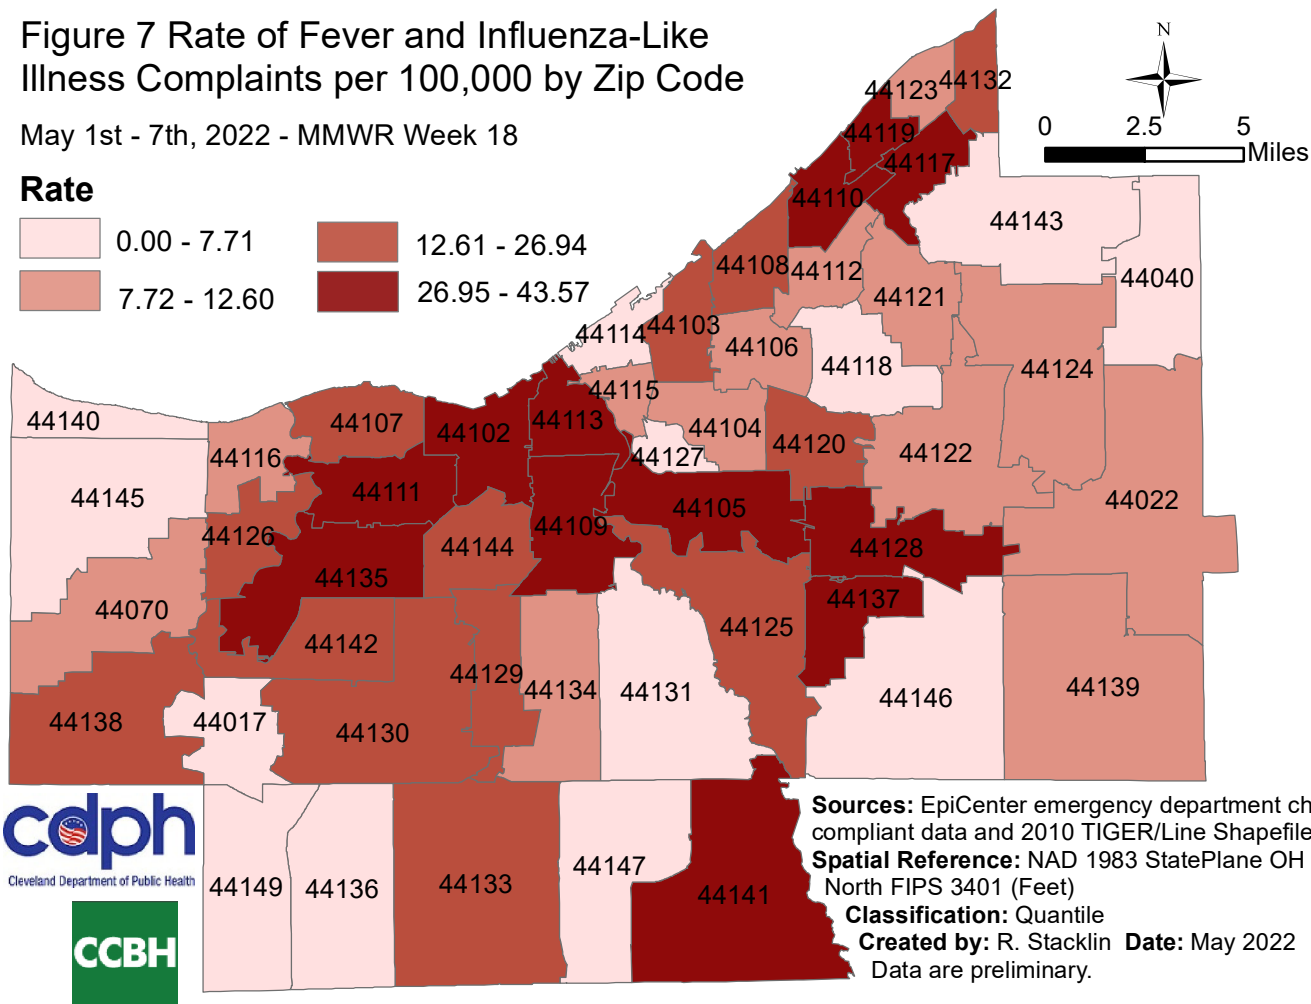 Figure 7 Rate of Fever and Influenza-Like
Illness Complaints per 100,000 by Zip Code
May 1st - 7th, 2022 - MMWR Week 18
Rate
0.00 - 7.71
7.72 - 12.60
12.61 - 26.94
26.95 - 43.57
N
0 2.5 5
Miles
44123
44132
44119
44117
44110
44143
44108
44112
44040
44121
44114
44103
44106
44118
44124
44115
44140
44107
44102
44113
44104
44120
44116
44127
44122
44145
44111
44105
44022
44126
44109
44144
44128
44135
44070
44137
44142
44125
44129
44134
44131
44139
44146
44138
44017
44130
44147
44149
44136
44133
44141
cdph
Cleveland Department of Public Health
CCBH
Sources: EpiCenter emergency department ch
compliant data and 2010 TIGER/Line Shapefile
Spatial Reference: NAD 1983 StatePlane OH
North FIPS 3401 (Feet)
Classification: Quantile
Created by: R. Stacklin Date: May 2022
Data are preliminary.